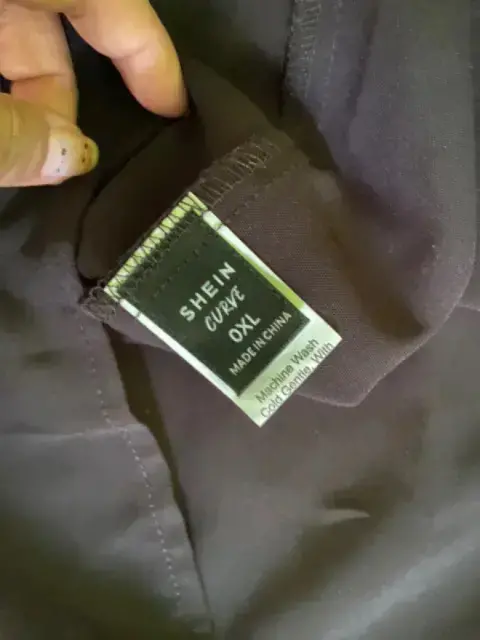 SHEIN
CURVE
0XL
MADE IN CHINA
Machine Wash
Cold Gentle, With